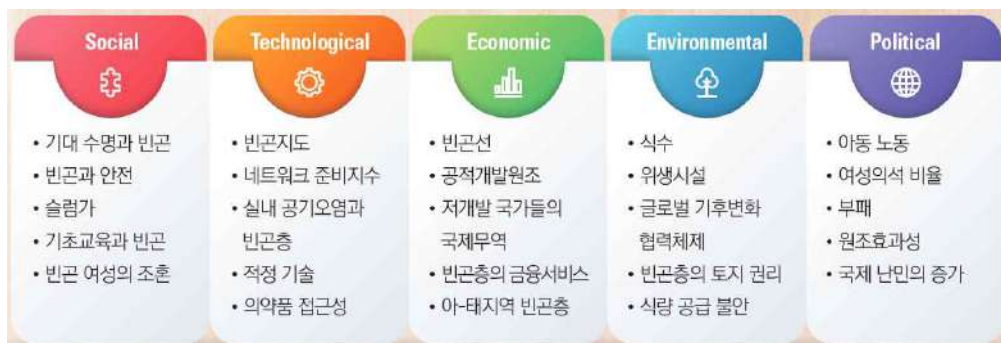 Social
• 기대 수명과 빈곤
• 빈곤과 안전
• 슬럼가
• 기초교육과 빈곤
• 빈곤 여성의 조혼
Technological
• 빈곤지도
• 네트워크 준비지수
• 실내 공기오염과
빈곤층
• 적정 기술
• 의약품 접근성
Economic
• 빈곤선
• 공적개발원조
• 저개발 국가들의
국제무역
• 빈곤층의 금융서비스
• 아-태지역 빈곤층
Environmental
• 식수
• 위생시설
• 글로벌 기후변화
협력체제
• 빈곤층의 토지 권리
• 식량 공급 불안
Political
• 아동 노동
• 여성의석 비율
• 부패
• 원조효과성
• 국제 난민의 증가